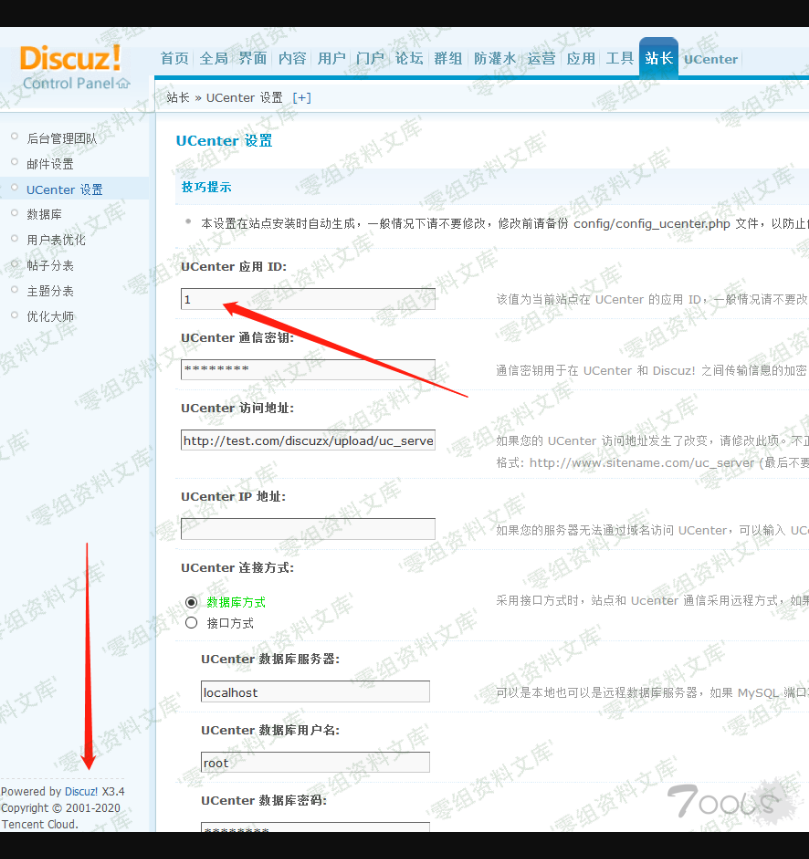 Discuz!
Control Panel
首页 全局 界面 内容 用户 门户 论坛 群组 防灌水 运营 应用 工具 站长 UCenter
站长 » UCenter 设置 [+]
后台管理团队
邮件设置
UCenter 设置
数据库
用户表优化
帖子分表
主题分表
优化大师
UCenter 设置
技巧提示
本设置在站点安装时自动生成，一般情况下请不要修改，修改前请备份 config/config_ucenter.php 文件，以防止
UCenter 应用 ID:
1
该值为当前站点在 UCenter 的应用 ID，一般情况请不要改
UCenter 通信密钥:
********
通信密钥用于在 UCenter 和 Discuz! 之间传输信息的加密
UCenter 访问地址:
http://test.com/discuzx/upload/uc_serve
如果您的 UCenter 访问地址发生了改变，请修改此项。不正
格式: http://www.sitename.com/uc_server (最后不要
UCenter IP 地址:
如果您的服务器无法通过域名访问 UCenter，可以输入 UC
UCenter 连接方式:
数据库方式
接口方式
采用接口方式时，站点和 Ucenter 通信采用远程方式，如果
UCenter 数据库服务器:
localhost
可以是本地也可以是远程数据库服务器，如果 MySQL 端口
UCenter 数据库用户名:
root
UCenter 数据库密码:
********
Powered by Discuz! X3.4
Copyright © 2001-2020
Tencent Cloud.
'零组资料文库'
7ools